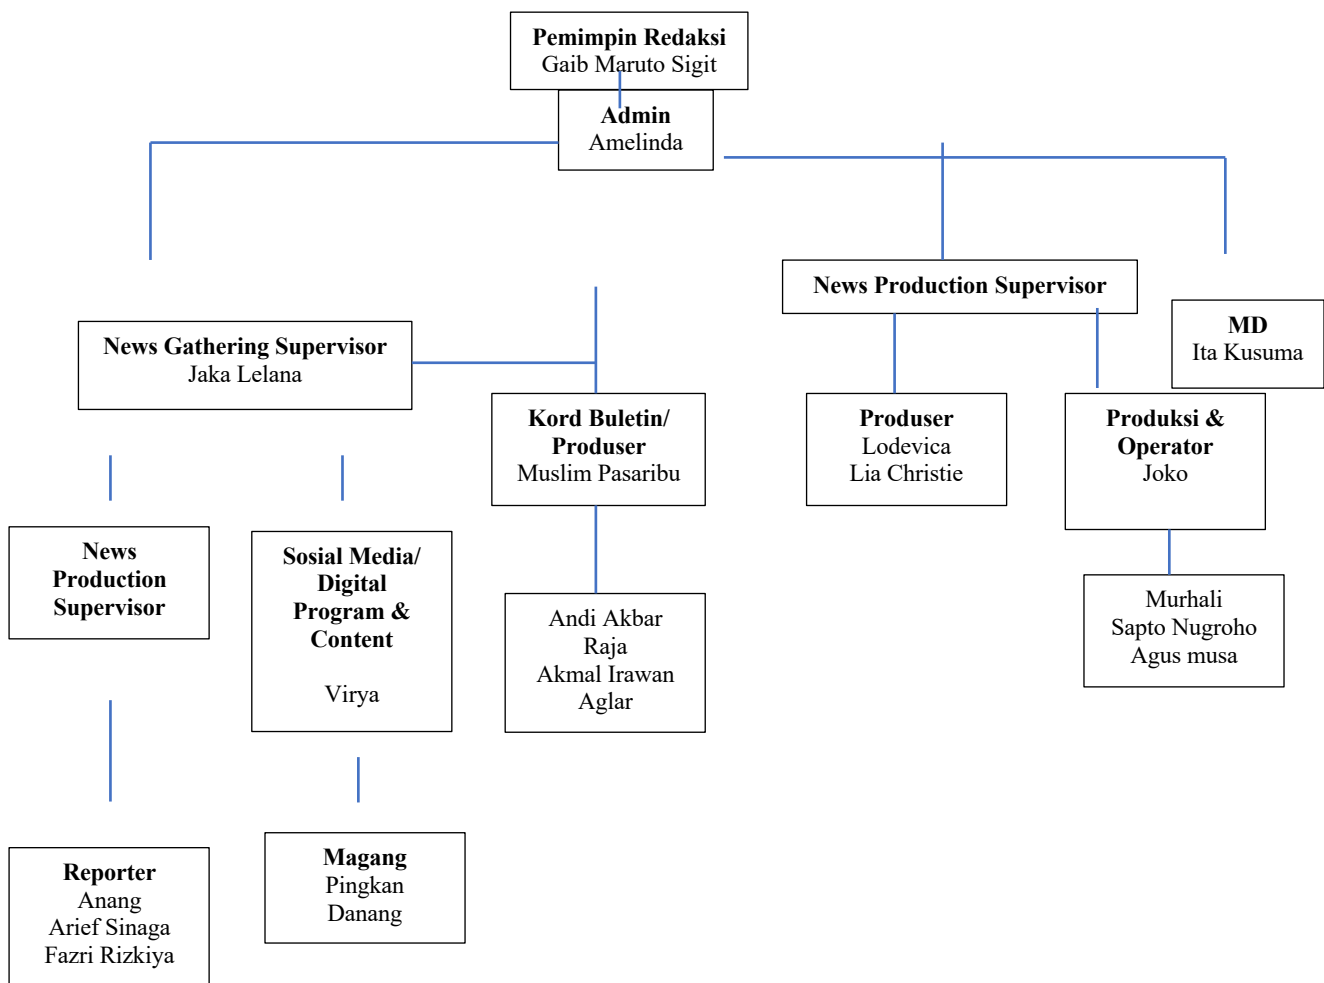 Pemimpin Redaksi
Gaib Maruto Sigit
Admin
Amelinda
News Gathering Supervisor
Jaka Lelana
News Production Supervisor
MD
Ita Kusuma
Kord Buletin/
Produser
Muslim Pasaribu
Produser
Lodevica
Lia Christie
Produksi &
Operator
Joko
News
Production
Supervisor
Sosial Media/
Digital
Program &
Content
Virya
Andi Akbar
Raja
Akmal Irawan
Aglar
Murhali
Sapto Nugroho
Agus musa
Reporter
Anang
Arief Sinaga
Fazri Rizkiya
Magang
Pingkan
Danang